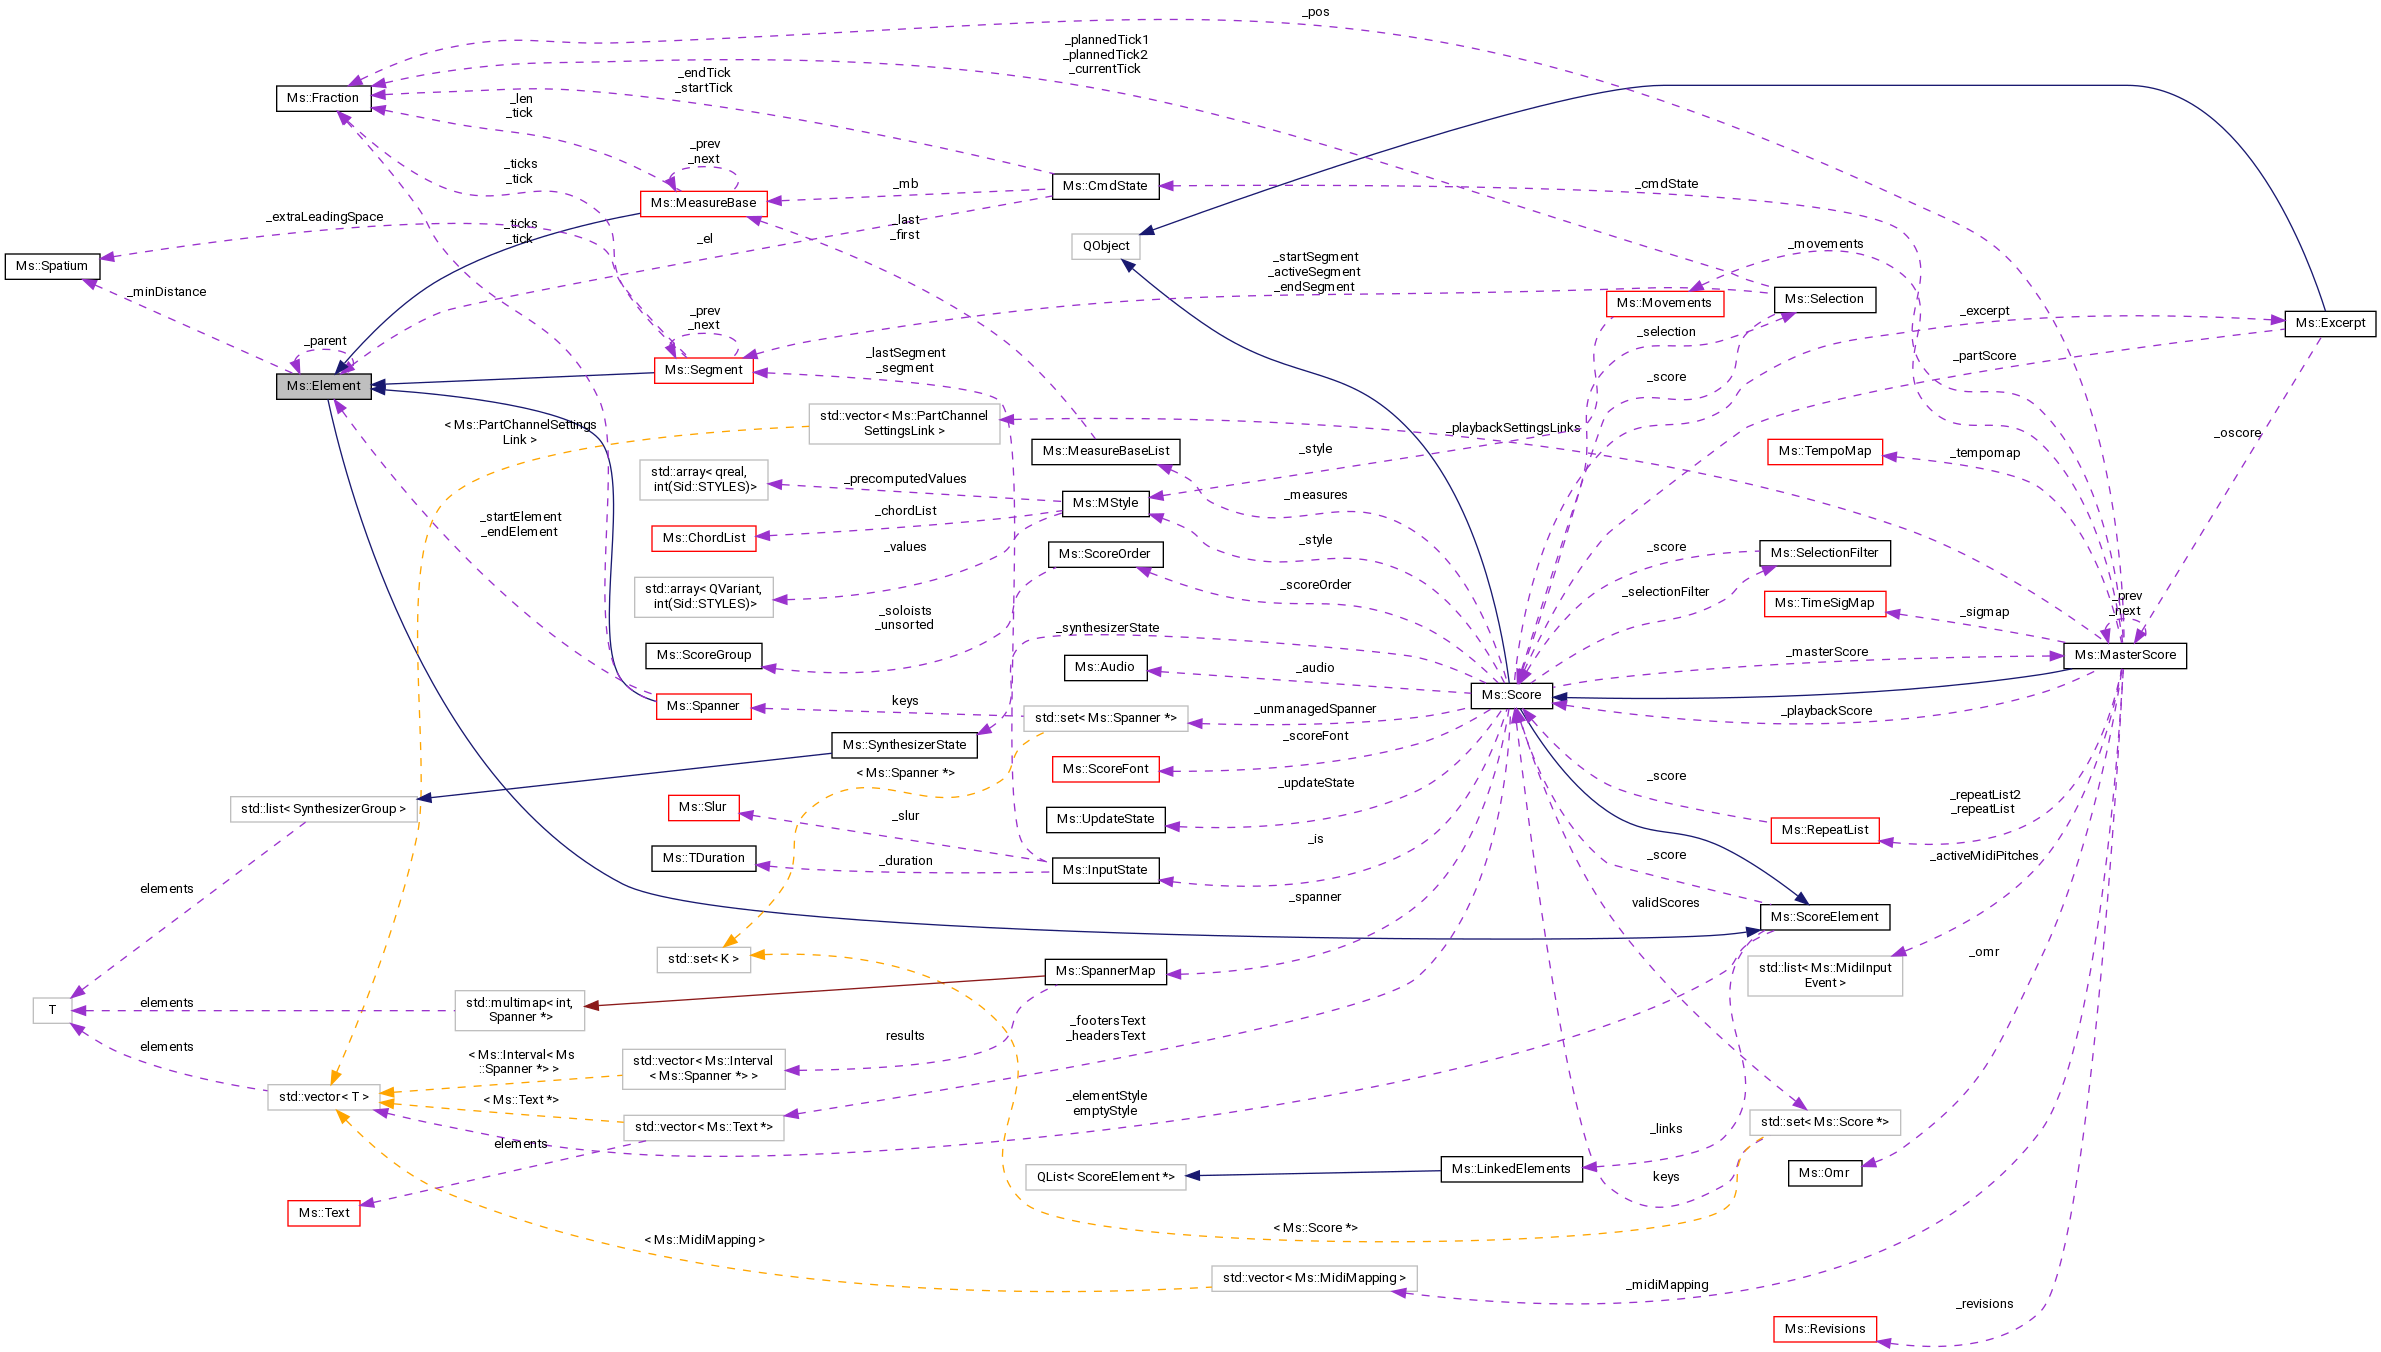 _pos
_plannedTick1
_plannedTick2
_currentTick
_endTick
_startTick
Ms::Fraction
_len
_tick
_prev
_next
_ticks
_tick
_mb
Ms::CmdState
_cmdState
Ms::MeasureBase
_extraLeadingSpace
_ticks
_tick
_last
_first
_el
QObject
_movements
Ms::Spatium
_startSegment
_activeSegment
_endSegment
_minDistance
Ms::Movements
Ms::Selection
_prev
_next
_excerpt
Ms::Excerpt
_parent
_selection
_lastSegment
_segment
_partScore
Ms::Element
Ms::Segment
_score
std::vector< Ms::PartChannel
SettingsLink >
< Ms::PartChannelSettings
Link >
_playbackSettingsLinks
_oscore
Ms::MeasureBaseList
_style
Ms::TempoMap
_tempomap
std::array< qreal,
int(Sid::STYLES)>
_precomputedValues
Ms::MStyle
_measures
_startElement
_endElement
_chordList
Ms::ChordList
_style
_values
Ms::ScoreOrder
_score
Ms::SelectionFilter
std::array< QVariant,
int(Sid::STYLES)>
_scoreOrder
_selectionFilter
Ms::TimeSigMap
_sigmap
_prev
_next
_soloists
_unsorted
_synthesizerState
Ms::ScoreGroup
Ms::Audio
_audio
_masterScore
Ms::MasterScore
Ms::Score
Ms::Spanner
keys
std::set< Ms::Spanner *>
_unmanagedSpanner
_playbackScore
Ms::SynthesizerState
_scoreFont
< Ms::Spanner *>
Ms::ScoreFont
_updateState
_score
std::list< SynthesizerGroup >
Ms::Slur
_slur
Ms::UpdateState
_repeatList2
_repeatList
Ms::RepeatList
_is
Ms::TDuration
_duration
Ms::InputState
_score
_activeMidiPitches
elements
_spanner
validScores
Ms::ScoreElement
std::set< K >
Ms::SpannerMap
std::list< Ms::MidiInput
Event >
_omr
T
elements
std::multimap< int,
Spanner *>
_footersText
_headersText
results
elements
< Ms::Interval< Ms
::Spanner *> >
std::vector< Ms::Interval
< Ms::Spanner *> >
std::vector< T >
< Ms::Text *>
_elementStyle
emptyStyle
std::vector< Ms::Text *>
std::set< Ms::Score *>
_links
elements
Ms::LinkedElements
QList< ScoreElement *>
keys
Ms::Omr
Ms::Text
< Ms::Score *>
< Ms::MidiMapping >
std::vector< Ms::MidiMapping >
_midiMapping
_revisions
Ms::Revisions